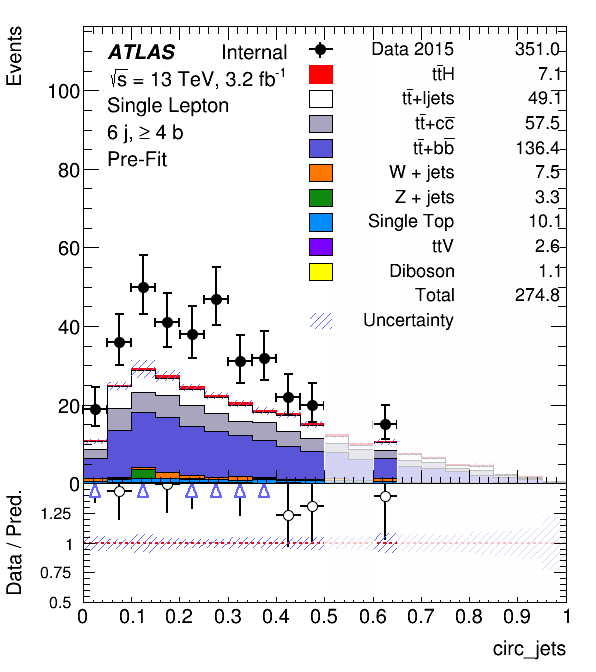 Events
ATLAS Internal
√s = 13 TeV, 3.2 fb⁻¹
Single Lepton
6 j, ≥ 4 b
Pre-Fit
Data 2015 351.0
tt̅H 7.1
tt̅+ljets 49.1
tt̅+cc̅ 57.5
tt̅+bb̅ 136.4
W + jets 7.5
Z + jets 3.3
Single Top 10.1
ttV 2.6
Diboson 1.1
Total 274.8
Uncertainty
100
80
60
40
20
0
Data / Pred.
1.25
1
0.75
0.5
0 0.1 0.2 0.3 0.4 0.5 0.6 0.7 0.8 0.9 1
circ_jets